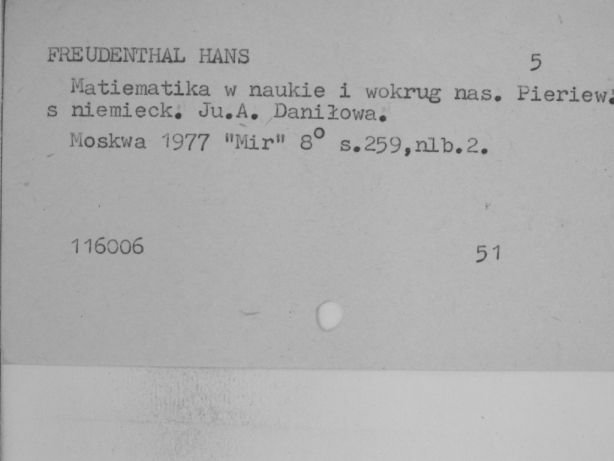 FREUDENTHAL HANS 5
Matiematika w naukie i wokrug nas. Pieriew.
s niemieck. Ju.A. Daniłowa.
Moskwa 1977 "Mir" 8° s.259,nlb.2.
116006 51